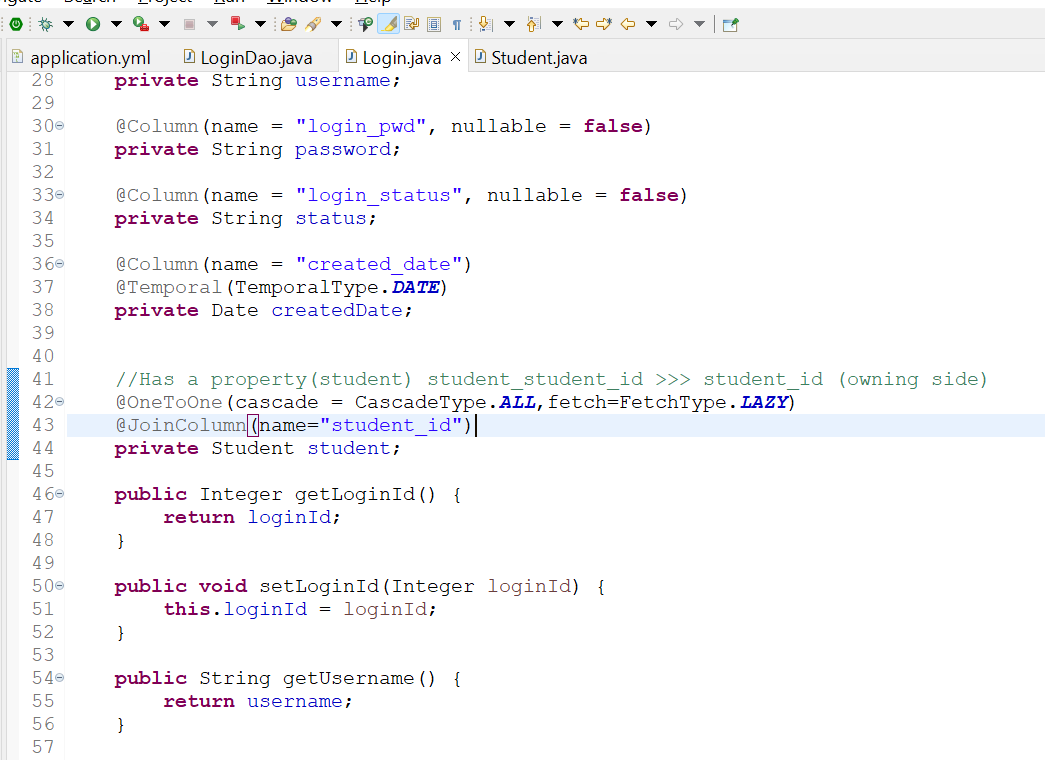 application.yml LoginDao.java Login.java Student.java
28 private String username;
29
30 @Column(name = "login_pwd", nullable = false)
31 private String password;
32
33 @Column(name = "login_status", nullable = false)
34 private String status;
35
36 @Column(name = "created_date")
37 @Temporal(TemporalType.DATE)
38 private Date createdDate;
39
40
41 //Has a property(student) student_student_id >>> student_id (owning side)
42 @OneToOne(cascade = CascadeType.ALL,fetch=FetchType.LAZY)
43 @JoinColumn(name="student_id")
44 private Student student;
45
46 public Integer getLoginId() {
47 return loginId;
48 }
49
50 public void setLoginId(Integer loginId) {
51 this.loginId = loginId;
52 }
53
54 public String getUsername() {
55 return username;
56 }
57